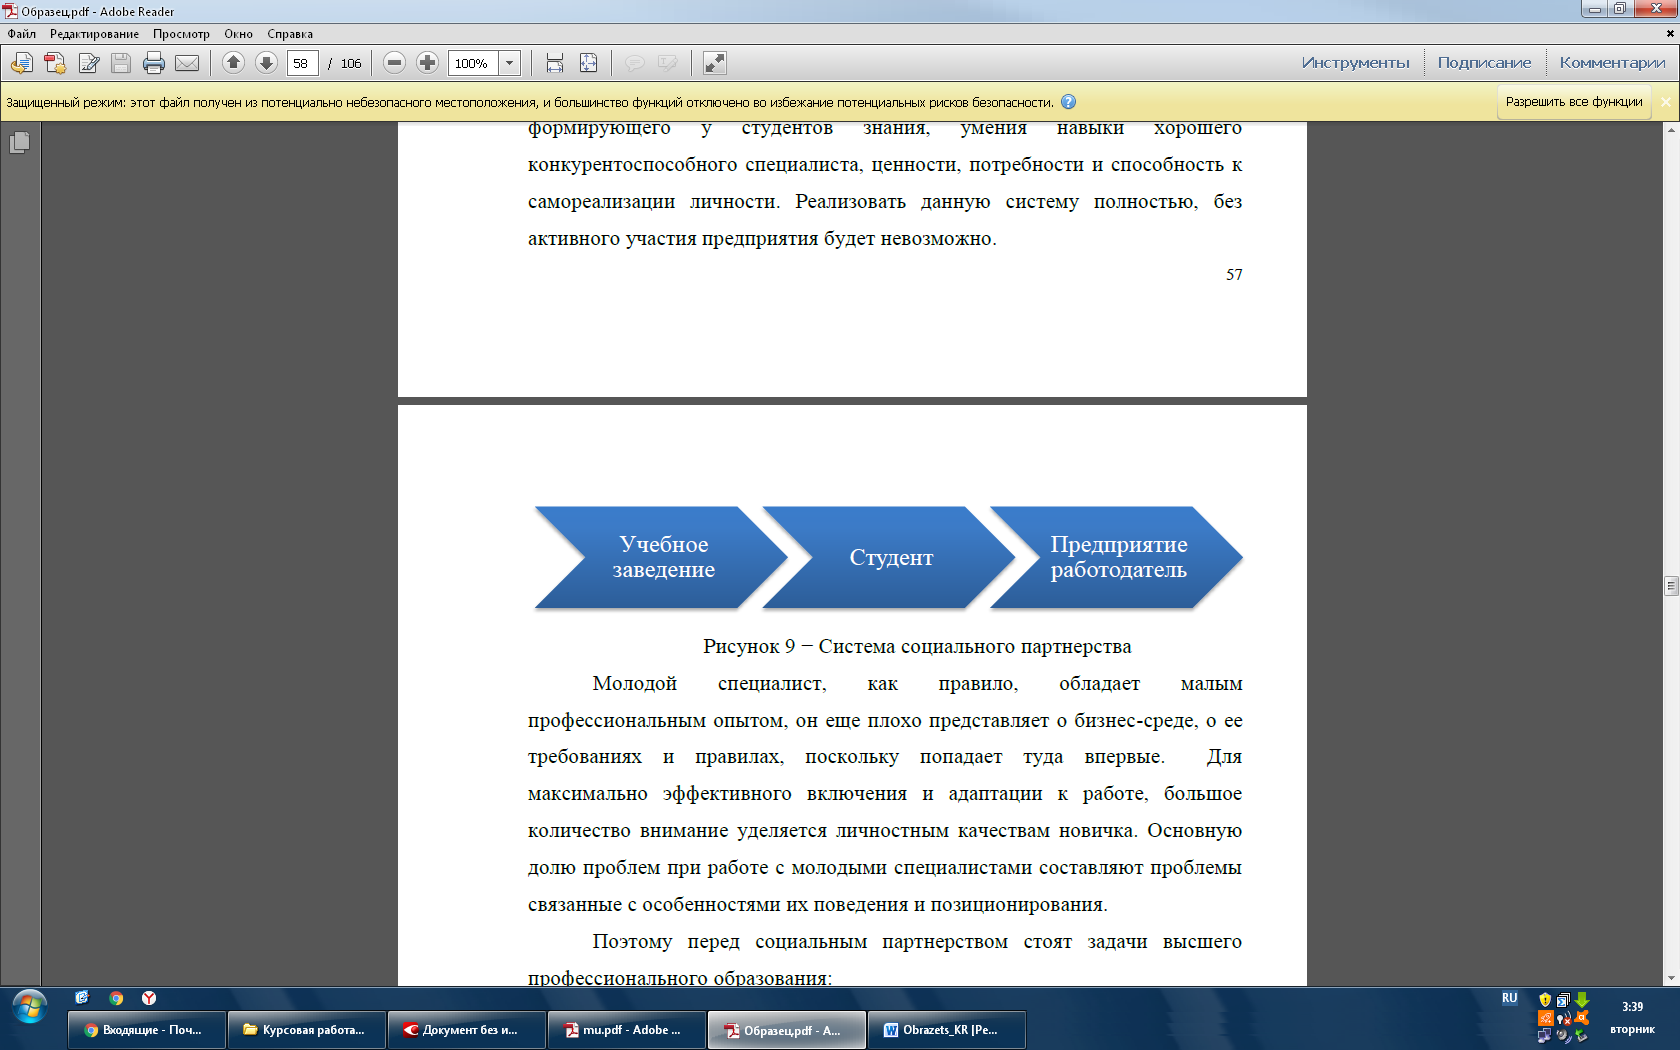 Образец.pdf - Adobe Reader
Файл Редактирование Просмотр Окно Справка
58 / 106 100% Инструменты Подписание Комментарии
Защищенный режим: этот файл получен из потенциально небезопасного местоположения, и большинство функций отключено во избежание потенциальных рисков безопасности. Разрешить все функции
формирующего у студентов знания, умения навыки хорошего
конкурентоспособного специалиста, ценности, потребности и способность к
самореализации личности. Реализовать данную систему полностью, без
активного участия предприятия будет невозможно.
57
Учебное
заведение
Студент
Предприятие
работодатель
Рисунок 9 − Система социального партнерства
Молодой специалист, как правило, обладает малым
профессиональным опытом, он еще плохо представляет о бизнес-среде, о ее
требованиях и правилах, поскольку попадает туда впервые. Для
максимально эффективного включения и адаптации к работе, большое
количество внимание уделяется личностным качествам новичка. Основную
долю проблем при работе с молодыми специалистами составляют проблемы
связанные с особенностями их поведения и позиционирования.
Поэтому перед социальным партнерством стоят задачи высшего
профессионального образования:
RU
3:39
вторник
Входящие - Поч...
Курсовая работа...
Документ без и...
mu.pdf - Adobe ...
Образец.pdf - A...
Obrazets_KR [Ре...